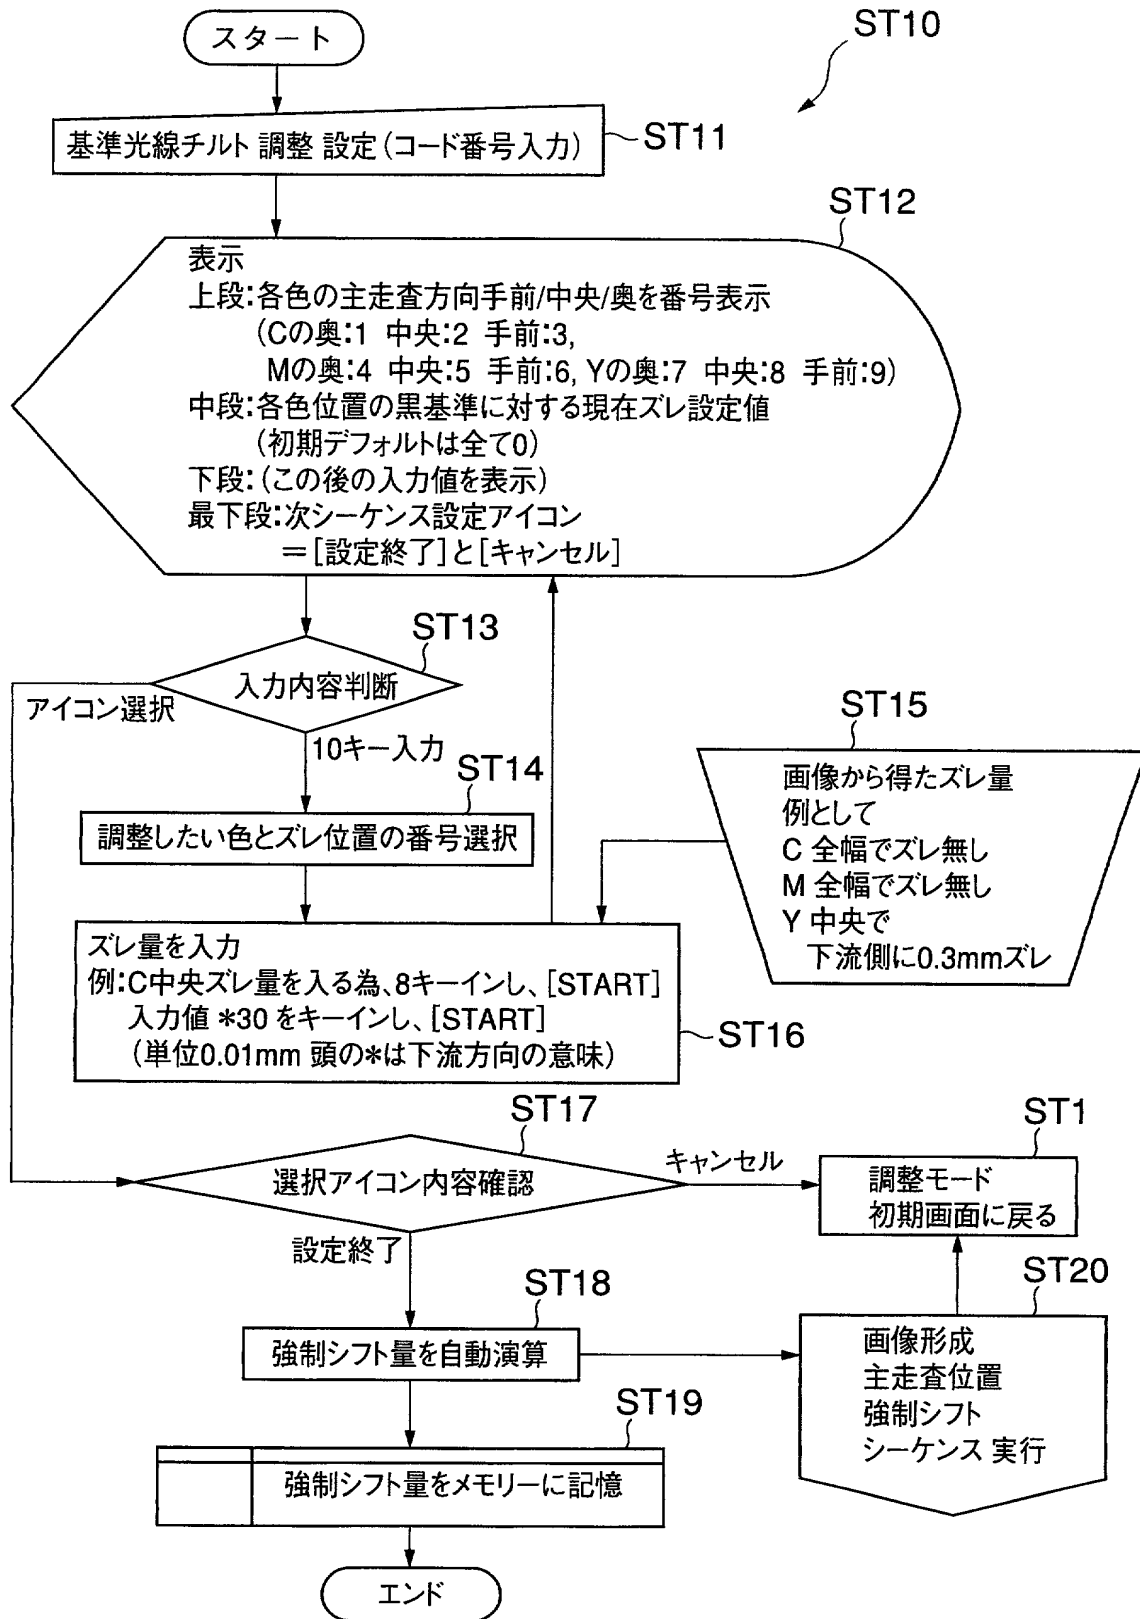 スタート
ST10
基準光線チルト 調整 設定(コード番号入力)
ST11
ST12
表示
上段:各色の主走査方向手前/中央/奥を番号表示
(Cの奥:1 中央:2 手前:3,
Mの奥:4 中央:5 手前:6, Yの奥:7 中央:8 手前:9)
中段:各色位置の黒基準に対する現在ズレ設定値
(初期デフォルトは全て0)
下段:(この後の入力値を表示)
最下段:次シーケンス設定アイコン
=[設定終了]と[キャンセル]
ST13
入力内容判断
アイコン選択
10キー入力
ST14
調整したい色とズレ位置の番号選択
ST15
画像から得たズレ量
例として
C 全幅でズレ無し
M 全幅でズレ無し
Y 中央で
下流側に0.3mmズレ
ズレ量を入力
例:C中央ズレ量を入る為、8キーインし、[START]
入力値 *30 をキーインし、[START]
(単位0.01mm 頭の*は下流方向の意味)
ST16
ST17
選択アイコン内容確認
キャンセル
ST1
調整モード
初期画面に戻る
設定終了
ST18
強制シフト量を自動演算
ST20
画像形成
主走査位置
強制シフト
シーケンス 実行
ST19
強制シフト量をメモリーに記憶
エンド